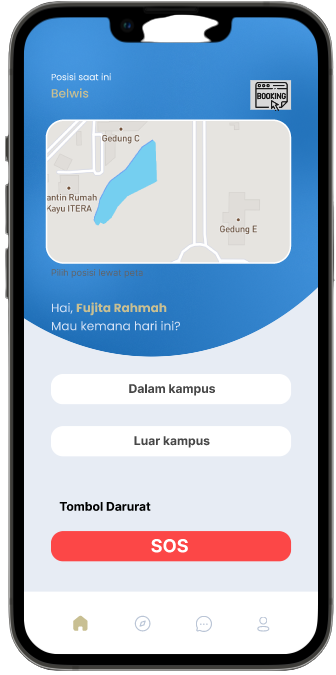 Posisi saat ini
Belwis
BOOKING
Gedung C
antin Rumah
Kayu ITERA
Gedung E
Pilih posisi lewat peta
Hai, Fujita Rahmah
Mau kemana hari ini?
Dalam kampus
Luar kampus
Tombol Darurat
SOS